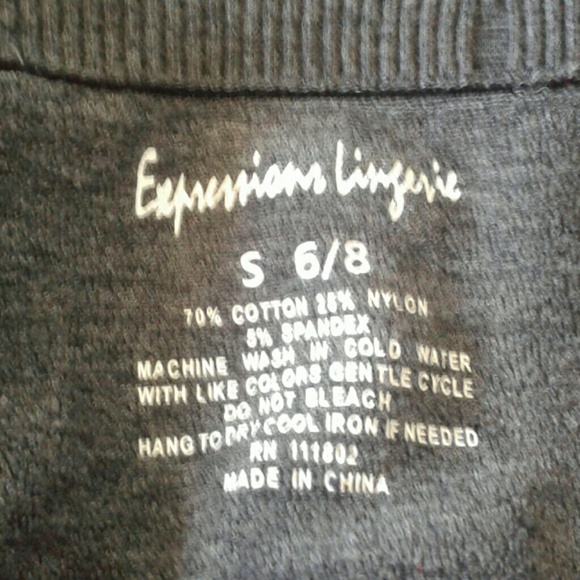 Expressions Lingerie
S 6/8
70% COTTON 25% NYLON
5% SPANDEX
MACHINE WASH IN COLD WATER
WITH LIKE COLORS GENTLE CYCLE
DO NOT BLEACH
HANG TO DRY COOL IRON IF NEEDED
RN 111802
MADE IN CHINA